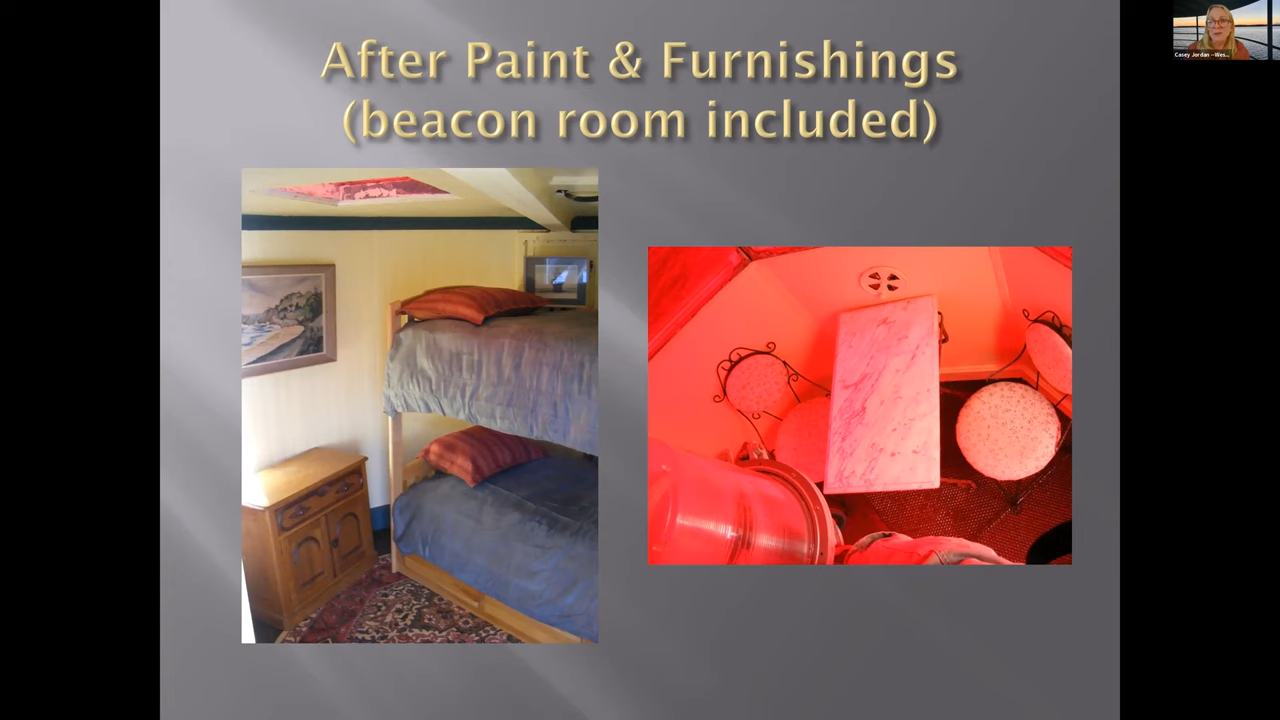 After Paint & Furnishings
(beacon room included)
Casey Jordan --Wes...